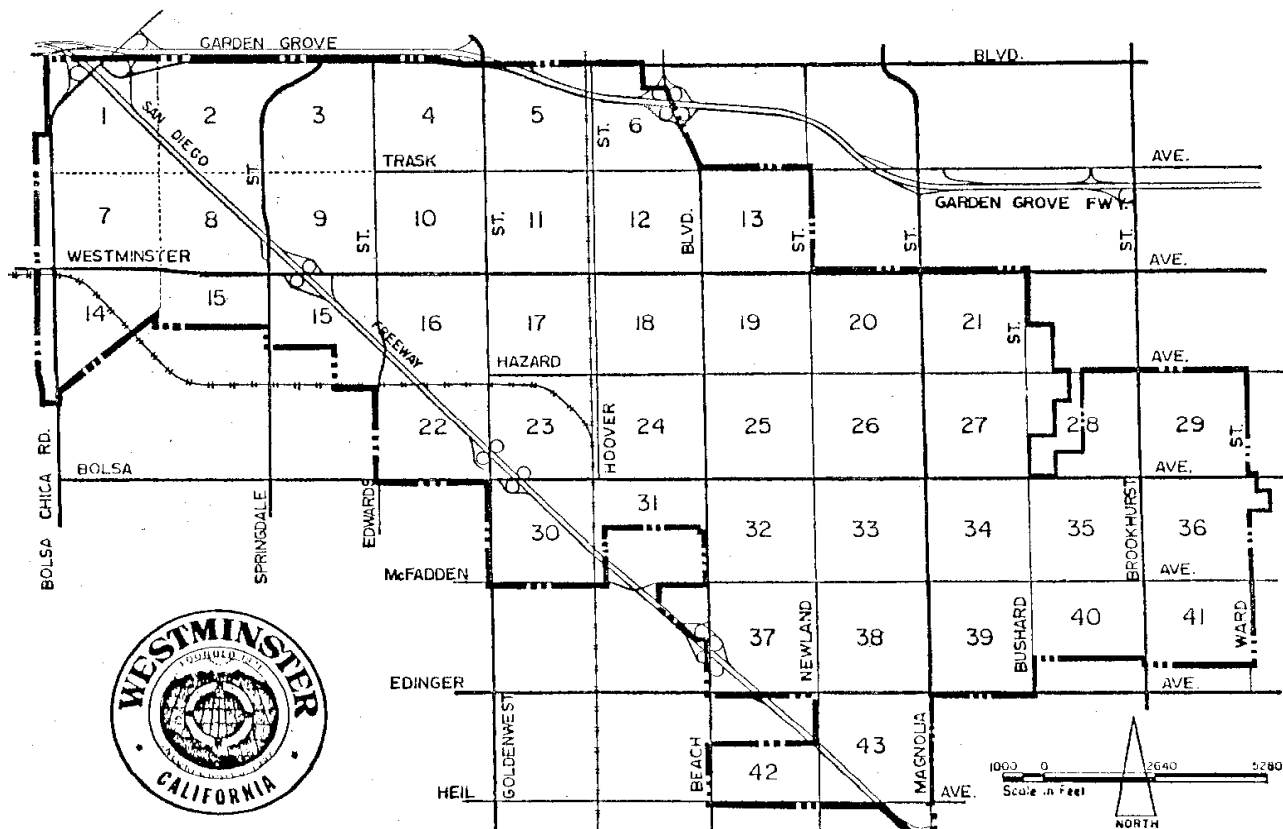 GARDEN GROVE
BLVD.
1
2
3
4
5
6
SAN DIEGO
ST.
ST.
TRASK
AVE.
GARDEN GROVE FWY.
7
8
9
10
11
12
13
ST.
ST.
ST.
BLVD.
ST.
ST.
ST.
WESTMINSTER
AVE.
14
15
15
16
17
18
19
20
21
FREEWAY
ST.
HAZARD
AVE.
22
23
24
25
26
27
28
29
HOOVER
ST.
BOLSA
AVE.
BOLSA CHICA RD.
SPRINGDALE
EDWARDS
30
31
32
33
34
35
36
BROOKHURST
McFADDEN
AVE.
37
38
39
40
41
NEWLAND
BUSHARD
WARD
EDINGER
AVE.
GOLDENWEST
BEACH
MAGNOLIA
42
43
HEIL
AVE.
WESTMINSTER
CALIFORNIA
1000 0 2640 5280
Scale in Feet
NORTH